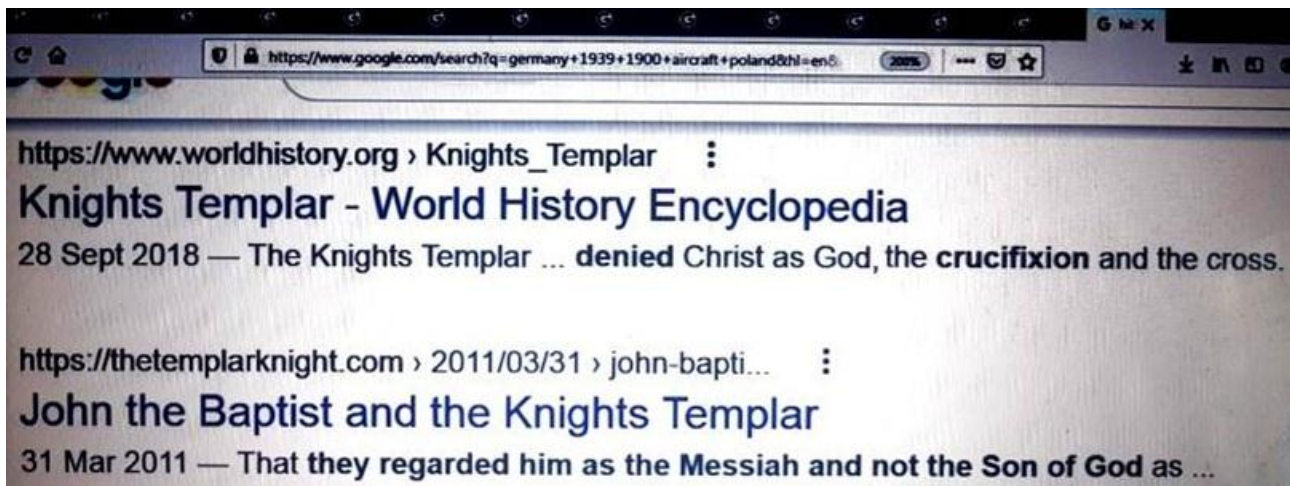 https://www.google.com/search?q=germany+1939+1900+aircraft+poland&hl=en& 200%
https://www.worldhistory.org › Knights_Templar
Knights Templar - World History Encyclopedia
28 Sept 2018 — The Knights Templar ... denied Christ as God, the crucifixion and the cross.
https://thetemplarknight.com › 2011/03/31 › john-bapti...
John the Baptist and the Knights Templar
31 Mar 2011 — That they regarded him as the Messiah and not the Son of God as ...